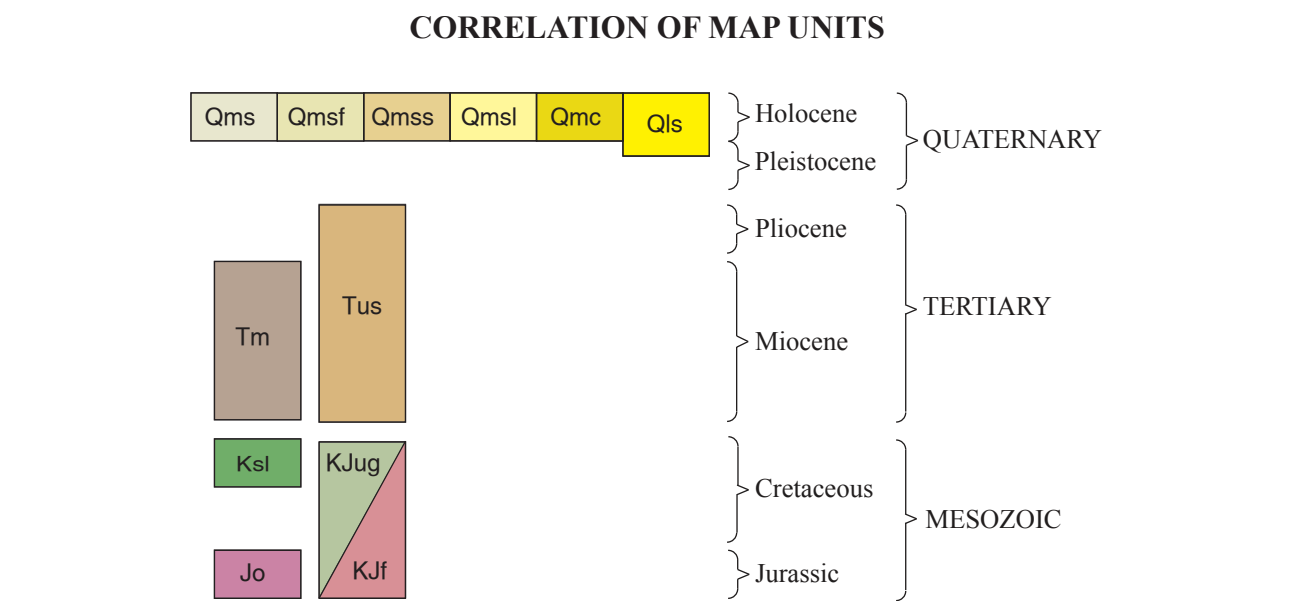 CORRELATION OF MAP UNITS
Qms Qmsf Qmss Qmsl Qmc Qls
Holocene
QUATERNARY
Pleistocene
Pliocene
Tus
TERTIARY
Tm
Miocene
Ksl
KJug
Cretaceous
MESOZOIC
Jo
KJf
Jurassic